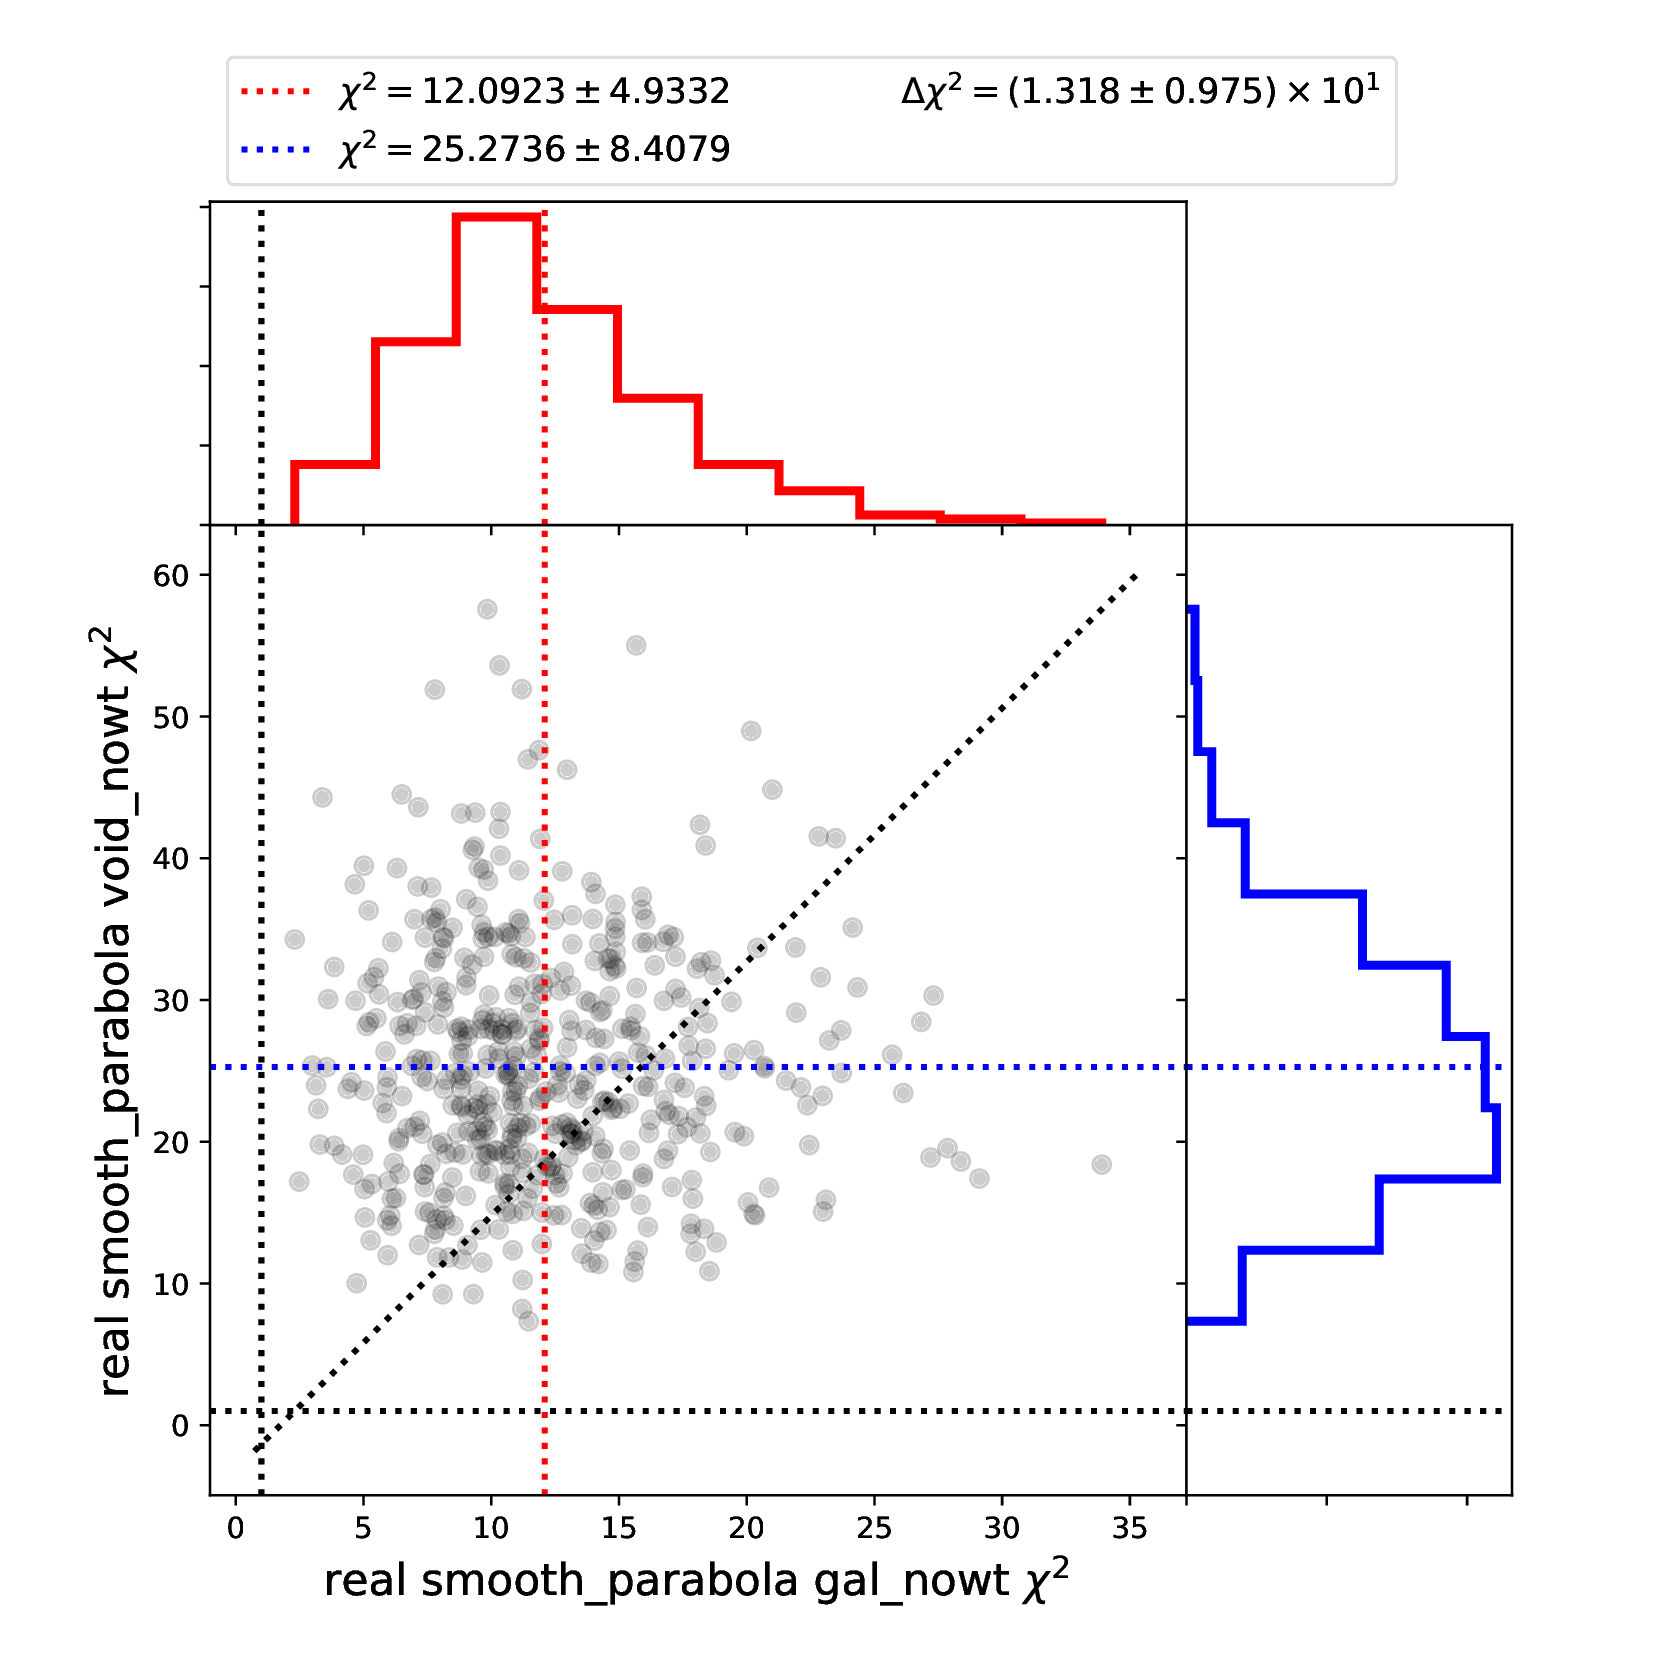 χ² = 12.0923 ± 4.9332
χ² = 25.2736 ± 8.4079
Δχ² = (1.318 ± 0.975) × 10¹
60
50
40
30
20
10
0
real smooth_parabola void_nowt χ²
0 5 10 15 20 25 30 35
real smooth_parabola gal_nowt χ²